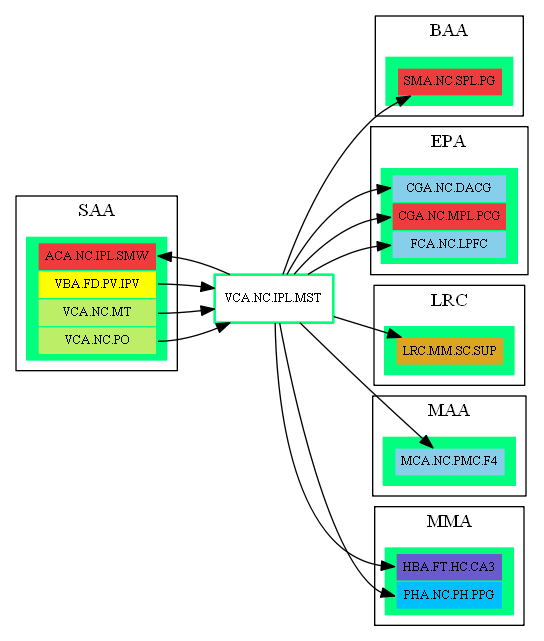 SAA
ACA.NC.IPL.SMW
VBA.FD.PV.IPV
VCA.NC.MT
VCA.NC.PO
VCA.NC.IPL.MST
BAA
SMA.NC.SPL.PG
EPA
CGA.NC.DACG
CGA.NC.MPL.PCG
FCA.NC.LPFC
LRC
LRC.MM.SC.SUP
MAA
MCA.NC.PMC.F4
MMA
HBA.FT.HC.CA3
PHA.NC.PH.PPG